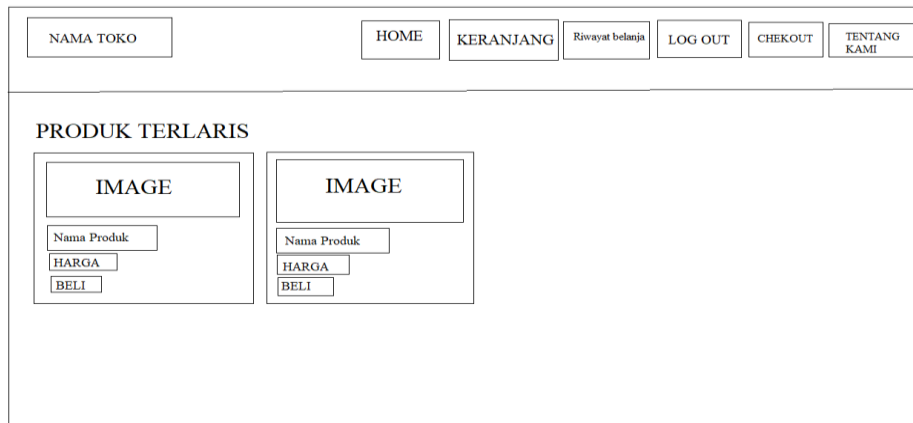 NAMA TOKO
HOME
KERANJANG
Riwayat belanja
LOG OUT
CHEKOUT
TENTANG
KAMI
PRODUK TERLARIS
IMAGE
Nama Produk
HARGA
BELI
IMAGE
Nama Produk
HARGA
BELI